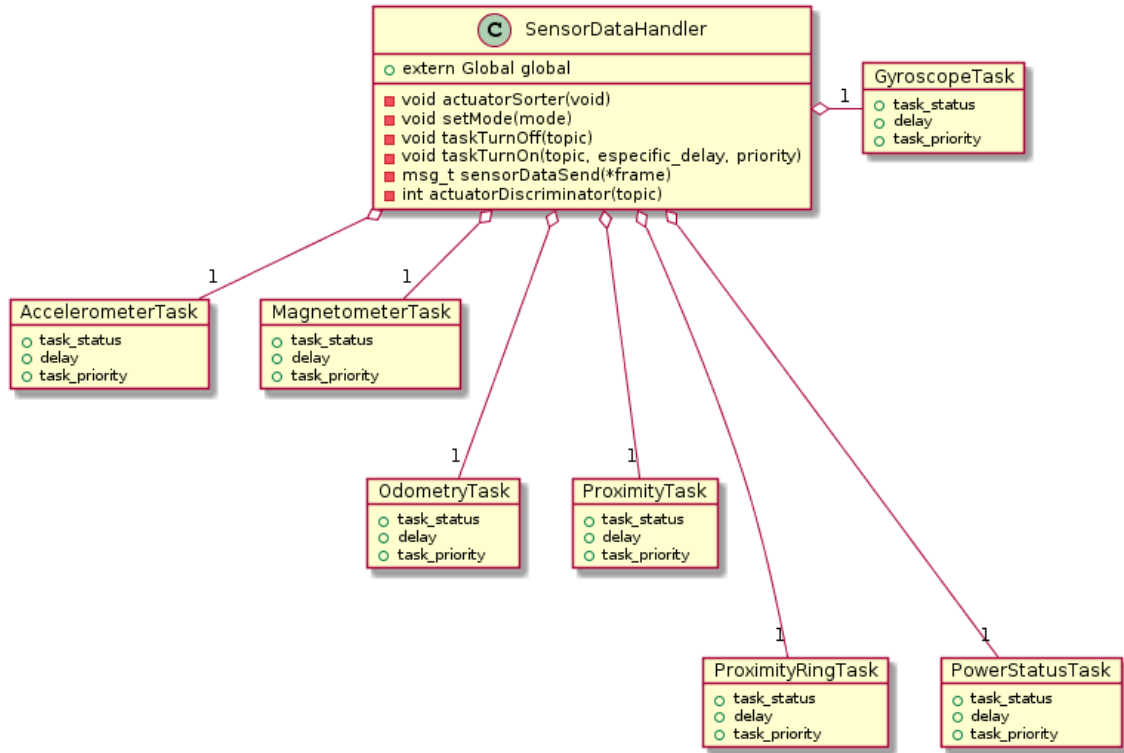 C SensorDataHandler
extern Global global
void actuatorSorter(void)
void setMode(mode)
void taskTurnOff(topic)
void taskTurnOn(topic, especific_delay, priority)
msg_t sensorDataSend(*frame)
int actuatorDiscriminator(topic)
1
GyroscopeTask
task_status
delay
task_priority
1
AccelerometerTask
task_status
delay
task_priority
1
MagnetometerTask
task_status
delay
task_priority
1
OdometryTask
task_status
delay
task_priority
1
ProximityTask
task_status
delay
task_priority
1
ProximityRingTask
task_status
delay
task_priority
1
PowerStatusTask
task_status
delay
task_priority